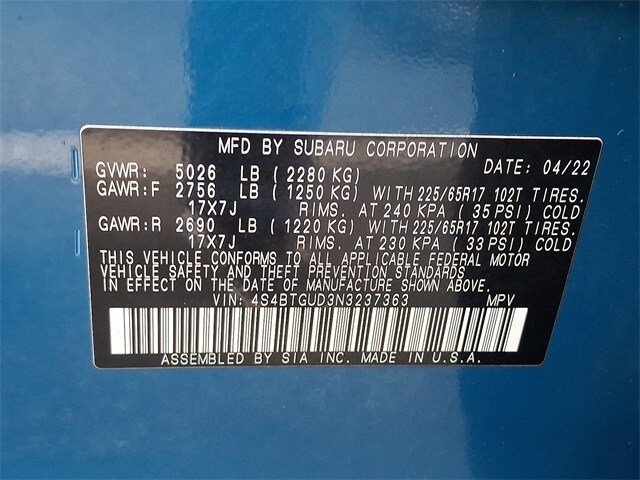 MFD BY SUBARU CORPORATION
GVWR: 5026 LB (2280 KG) DATE: 04/22
GAWR:F 2756 LB (1250 KG) WITH 225/65R17 102T TIRES.
17X7J RIMS. AT 240 KPA (35 PSI) COLD
GAWR:R 2690 LB (1220 KG) WITH 225/65R17 102T TIRES.
17X7J RIMS. AT 230 KPA (33 PSI) COLD
THIS VEHICLE CONFORMS TO ALL APPLICABLE FEDERAL MOTOR
VEHICLE SAFETY AND THEFT PREVENTION STANDARDS
IN EFFECT ON THE DATE OF MANUFACTURE SHOWN ABOVE.
VIN: 4S4BTGUD3N3237363 MPV
ASSEMBLED BY SIA INC. MADE IN U.S.A.